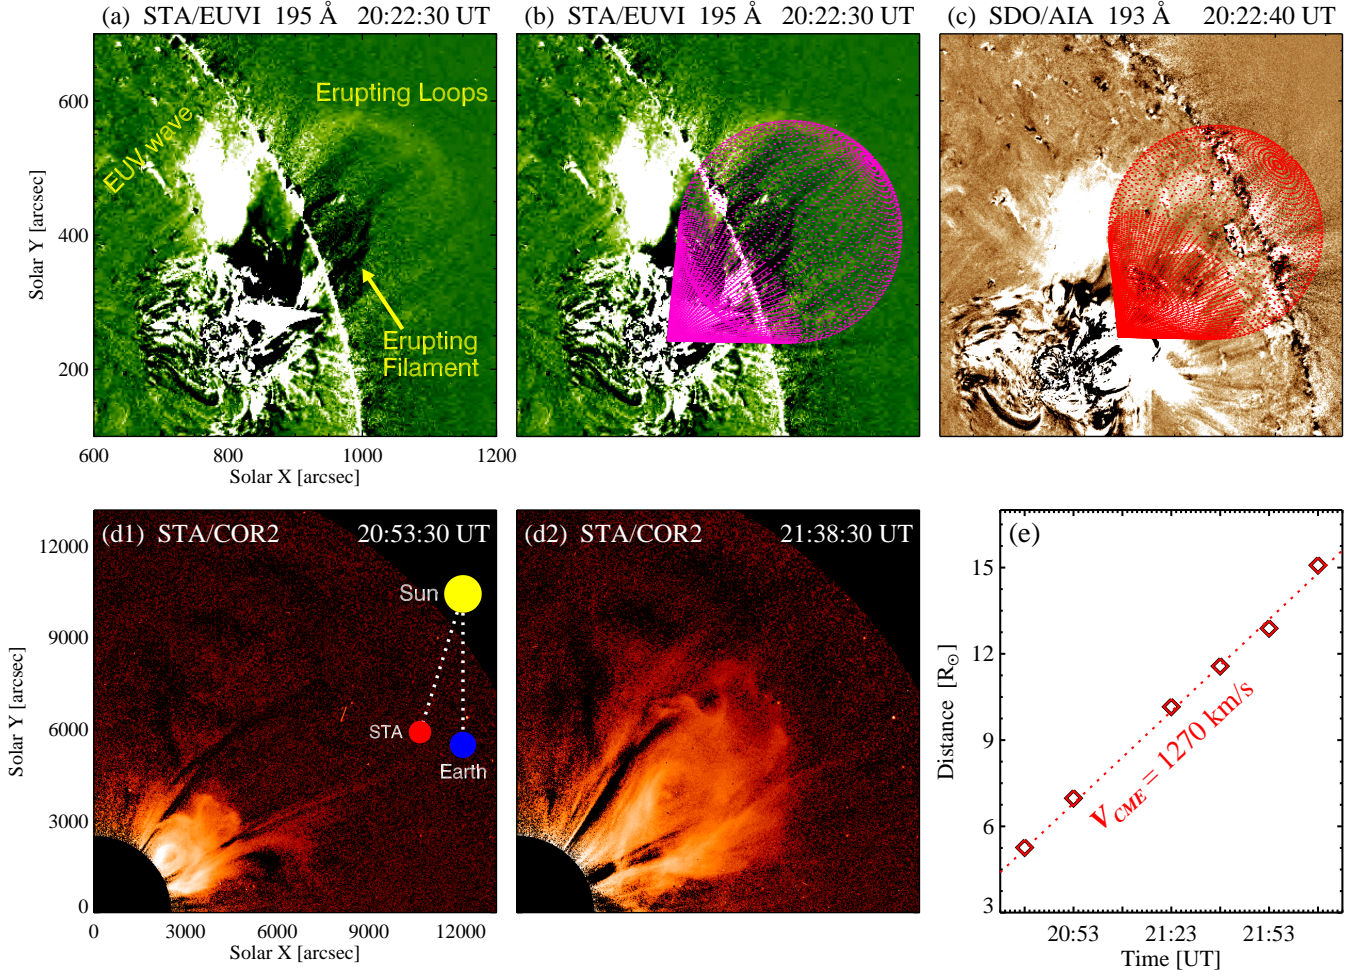 (a) STA/EUVI 195 Å 20:22:30 UT
(b) STA/EUVI 195 Å 20:22:30 UT
(c) SDO/AIA 193 Å 20:22:40 UT
Erupting Loops
EUV wave
Erupting
Filament
Solar Y [arcsec]
600
400
200
600 800 1000 1200
Solar X [arcsec]
(d1) STA/COR2 20:53:30 UT
Sun
STA
Earth
Solar Y [arcsec]
12000
9000
6000
3000
0
0 3000 6000 9000 12000
Solar X [arcsec]
(d2) STA/COR2 21:38:30 UT
(e)
Distance [R☉]
15
12
9
6
3
V_CME = 1270 km/s
20:53 21:23 21:53
Time [UT]